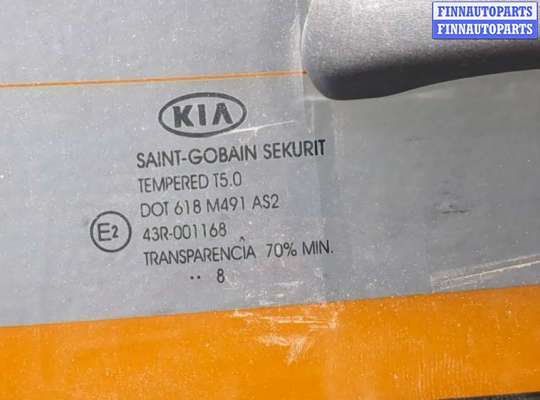 FINNAUTOPARTS
FINNAUTOPARTS
KIA
SAINT-GOBAIN SEKURIT
TEMPERED T5.0
DOT 618 M491 AS2
E2 43R-001168
TRANSPARENCIA 70% MIN.
·· 8